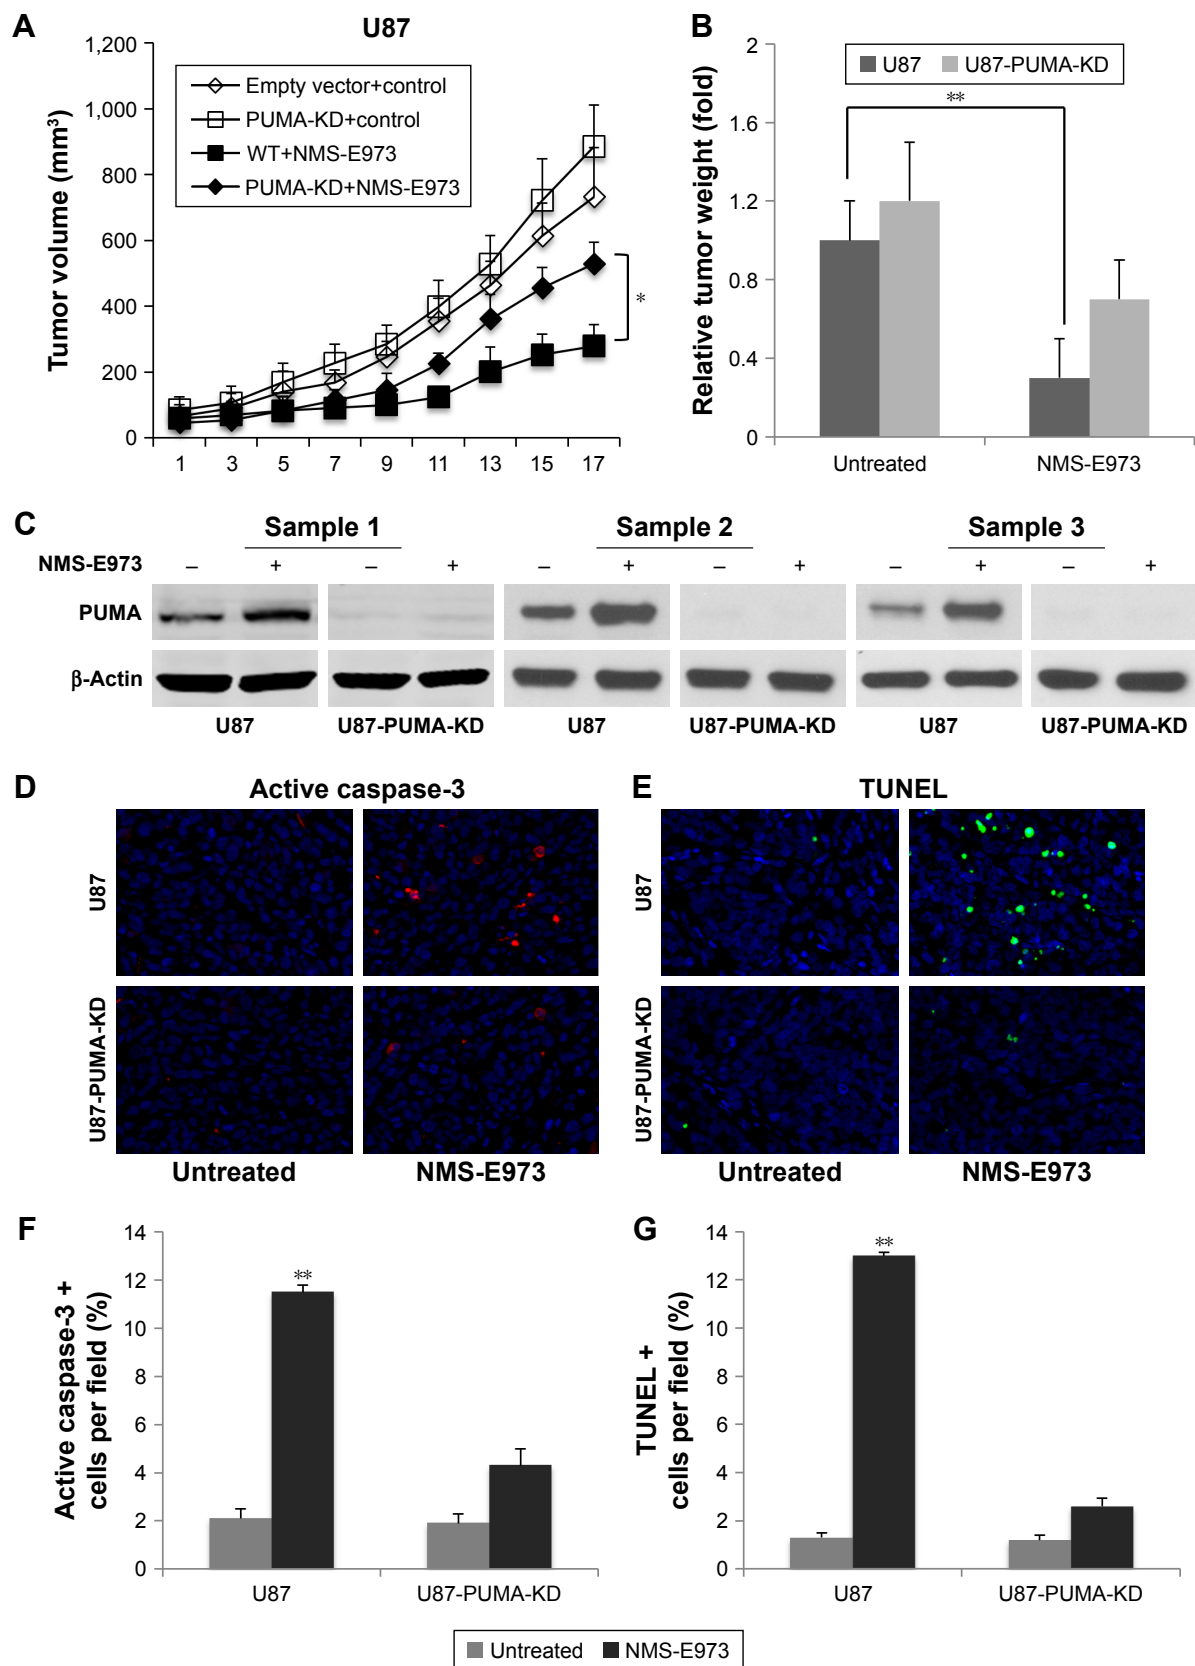 A
U87
1,200
1,000
800
600
400
200
0
Tumor volume (mm³)
Empty vector+control
PUMA-KD+control
WT+NMS-E973
PUMA-KD+NMS-E973
*
1 3 5 7 9 11 13 15 17
B
2
1.6
1.2
0.8
0.4
0
Relative tumor weight (fold)
U87 U87-PUMA-KD
**
Untreated NMS-E973
C
Sample 1 Sample 2 Sample 3
NMS-E973 – + – + – + – + – + – +
PUMA
β-Actin
U87 U87-PUMA-KD U87 U87-PUMA-KD U87 U87-PUMA-KD
D
Active caspase-3
U87
U87-PUMA-KD
Untreated NMS-E973
E
TUNEL
U87
U87-PUMA-KD
Untreated NMS-E973
F
Active caspase-3 +
cells per field (%)
14
12
10
8
6
4
2
0
**
U87 U87-PUMA-KD
G
TUNEL +
cells per field (%)
14
12
10
8
6
4
2
0
**
U87 U87-PUMA-KD
Untreated NMS-E973